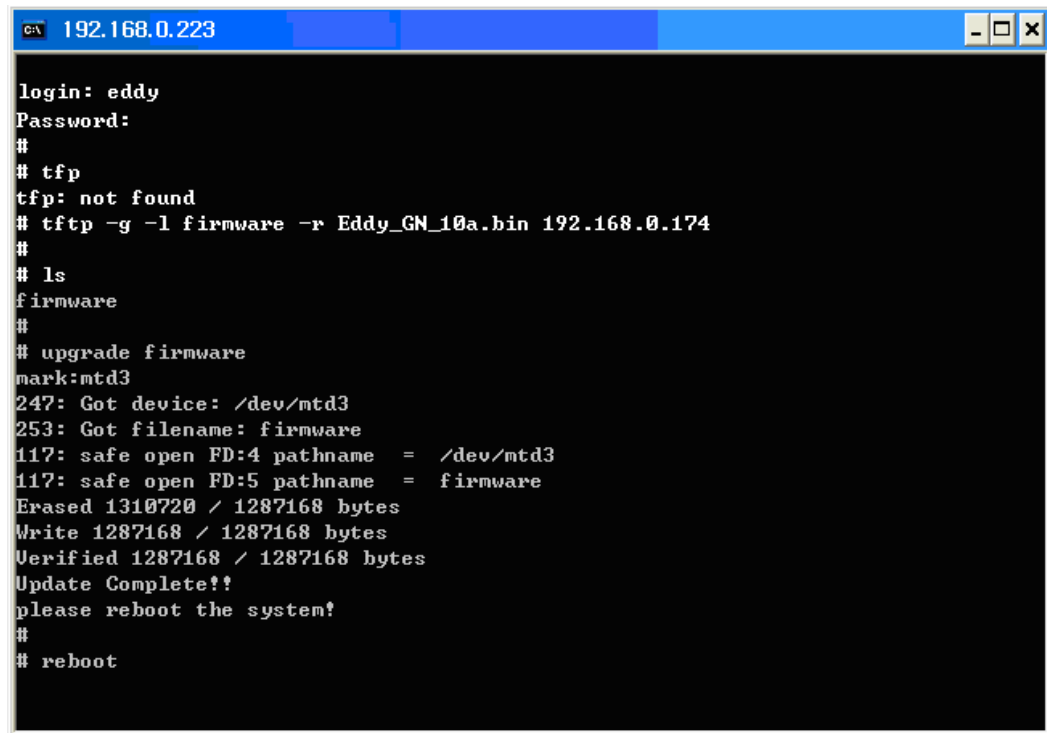 192.168.0.223
login: eddy
Password:
#
# tfp
tfp: not found
# tftp -g -l firmware -r Eddy_GN_10a.bin 192.168.0.174
#
# ls
firmware
#
# upgrade firmware
mark:mtd3
247: Got device: /dev/mtd3
253: Got filename: firmware
117: safe open FD:4 pathname  =  /dev/mtd3
117: safe open FD:5 pathname  =  firmware
Erased 1310720 / 1287168 bytes
Write 1287168 / 1287168 bytes
Verified 1287168 / 1287168 bytes
Update Complete!!
please reboot the system!
#
# reboot